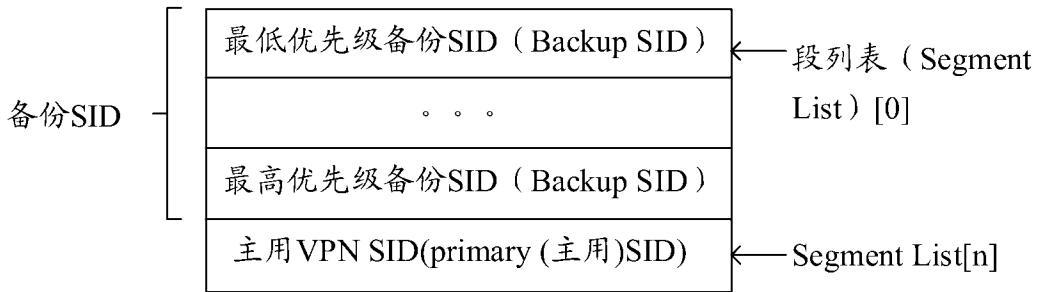 最低优先级备份SID（Backup SID）
段列表（Segment
List）[0]
备份SID
。。。
最高优先级备份SID（Backup SID）
主用VPN SID(primary (主用)SID)
Segment List[n]